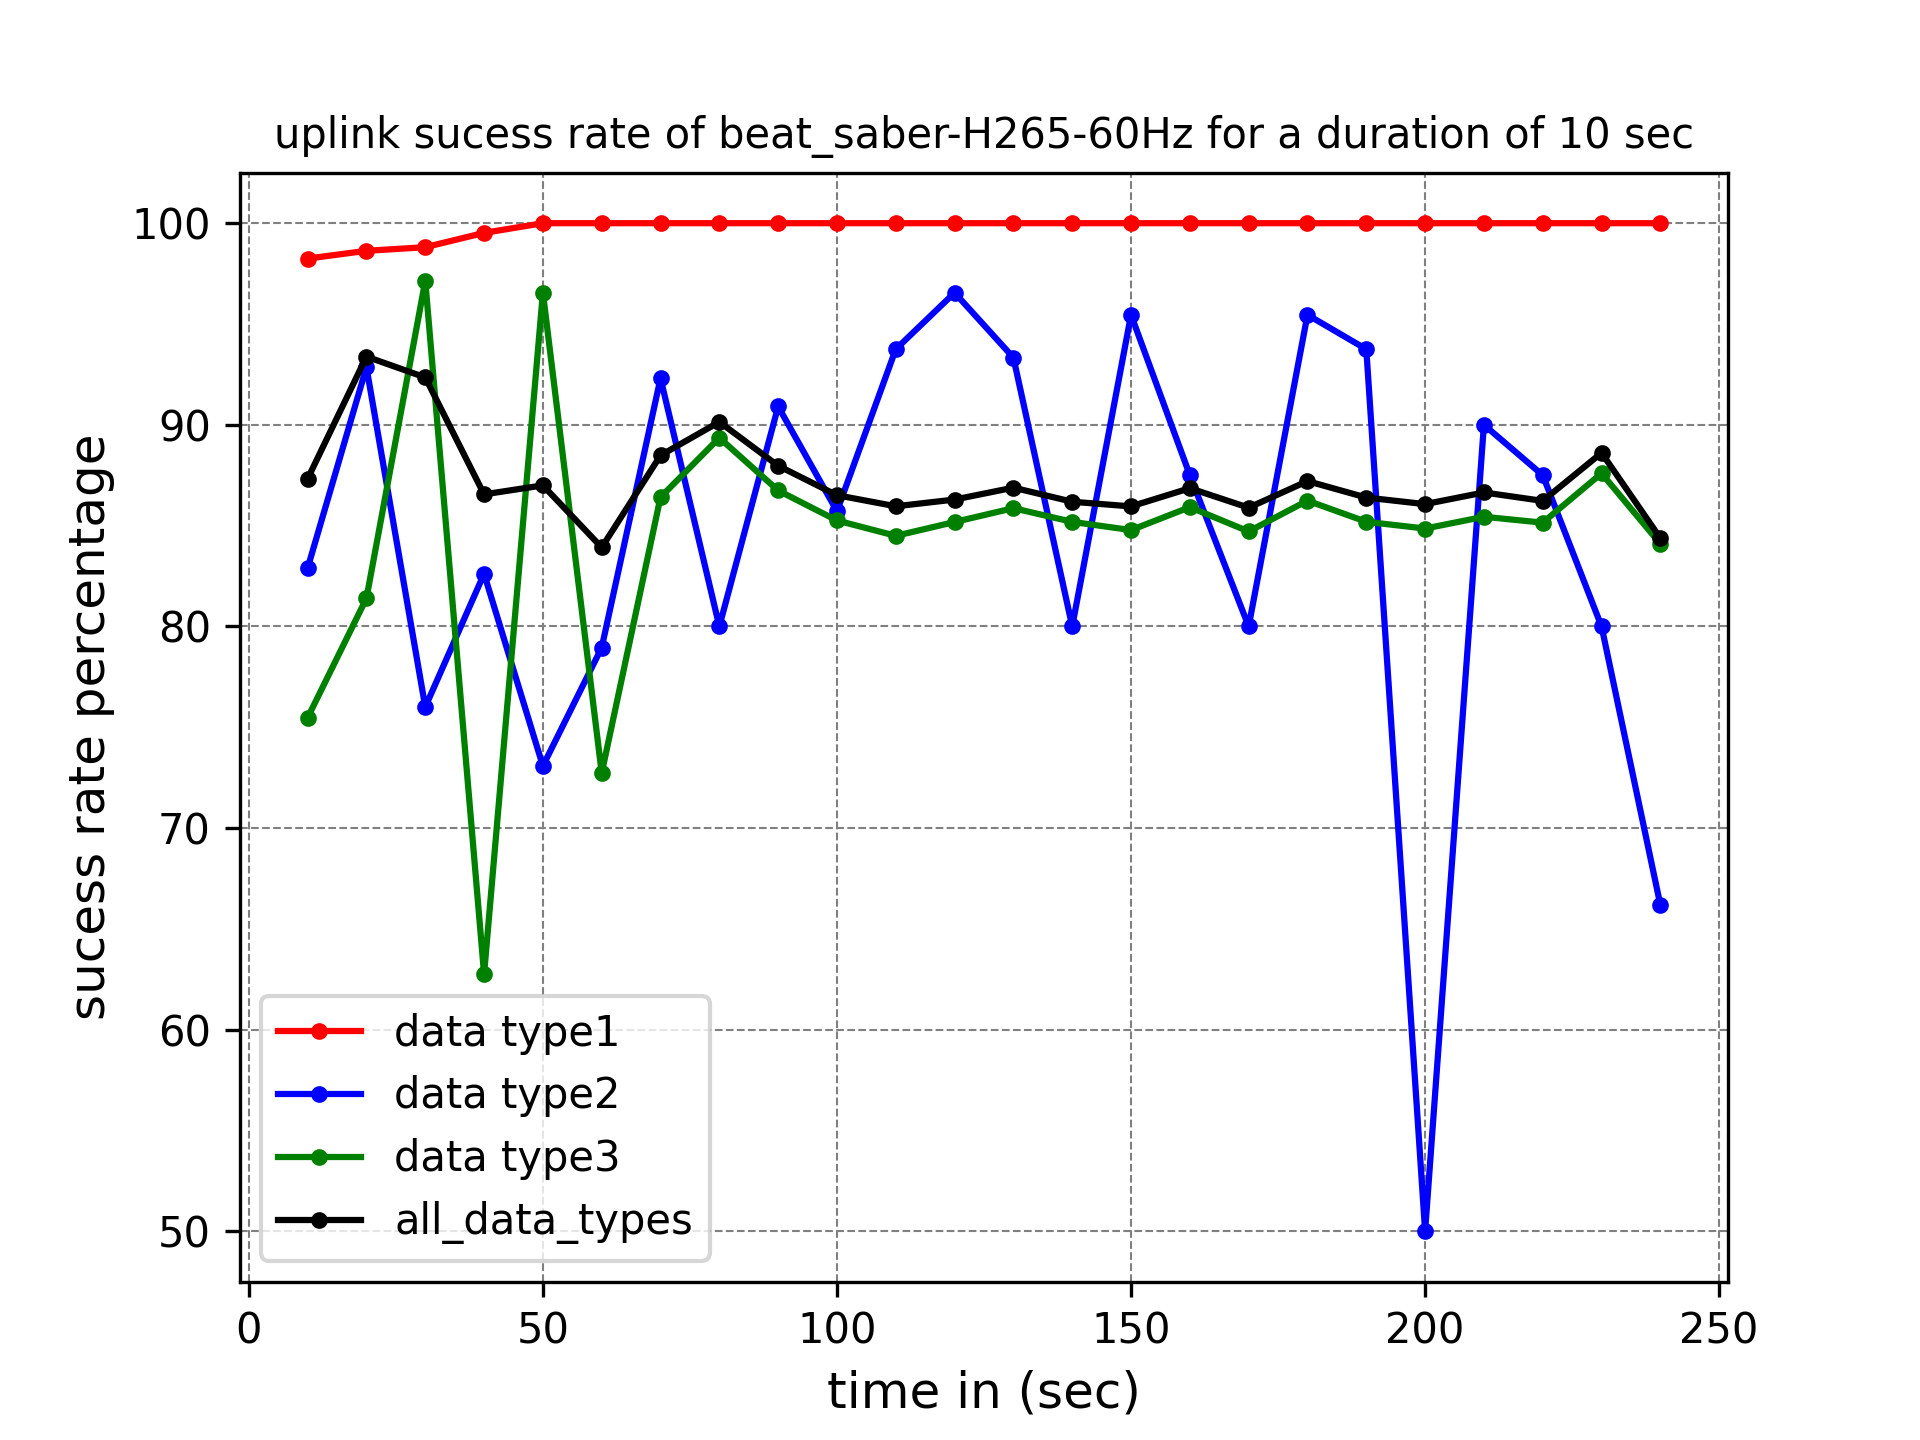 uplink sucess rate of beat_saber-H265-60Hz for a duration of 10 sec
100
90
80
70
60
50
sucess rate percentage
data type1
data type2
data type3
all_data_types
0 50 100 150 200 250
time in (sec)